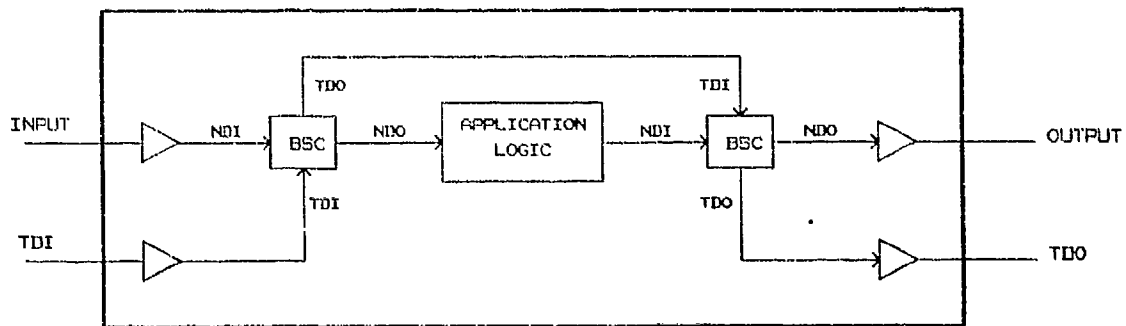 TDO
TDI
INPUT
NDI
BSC
NDO
APPLICATION
LOGIC
NDI
BSC
NDO
OUTPUT
TDI
TDO
TDI
TDO